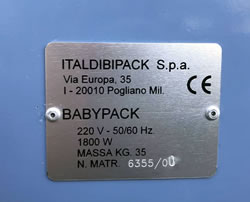 ITALDIBIPACK S.p.a.
Via Europa, 35
I - 20010 Pogliano Mil.
CE
BABYPACK
220 V - 50/60 Hz.
1800 W
MASSA KG. 35
N. MATR. 6355/00